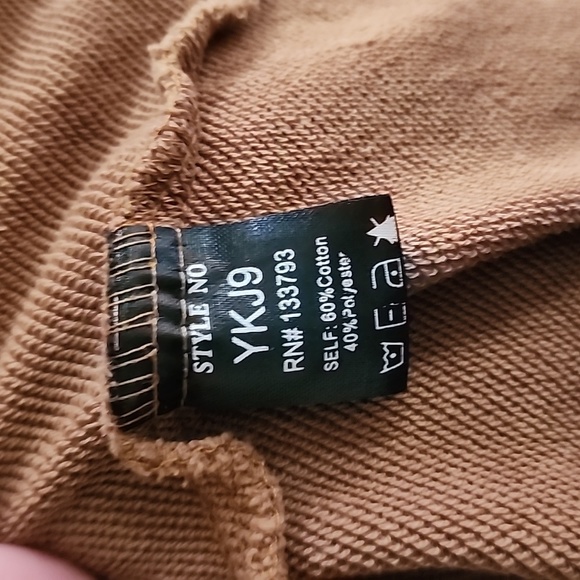 STYLE NO
YKJ9
RN# 133793
SELF: 60%Cotton
40%Polyester